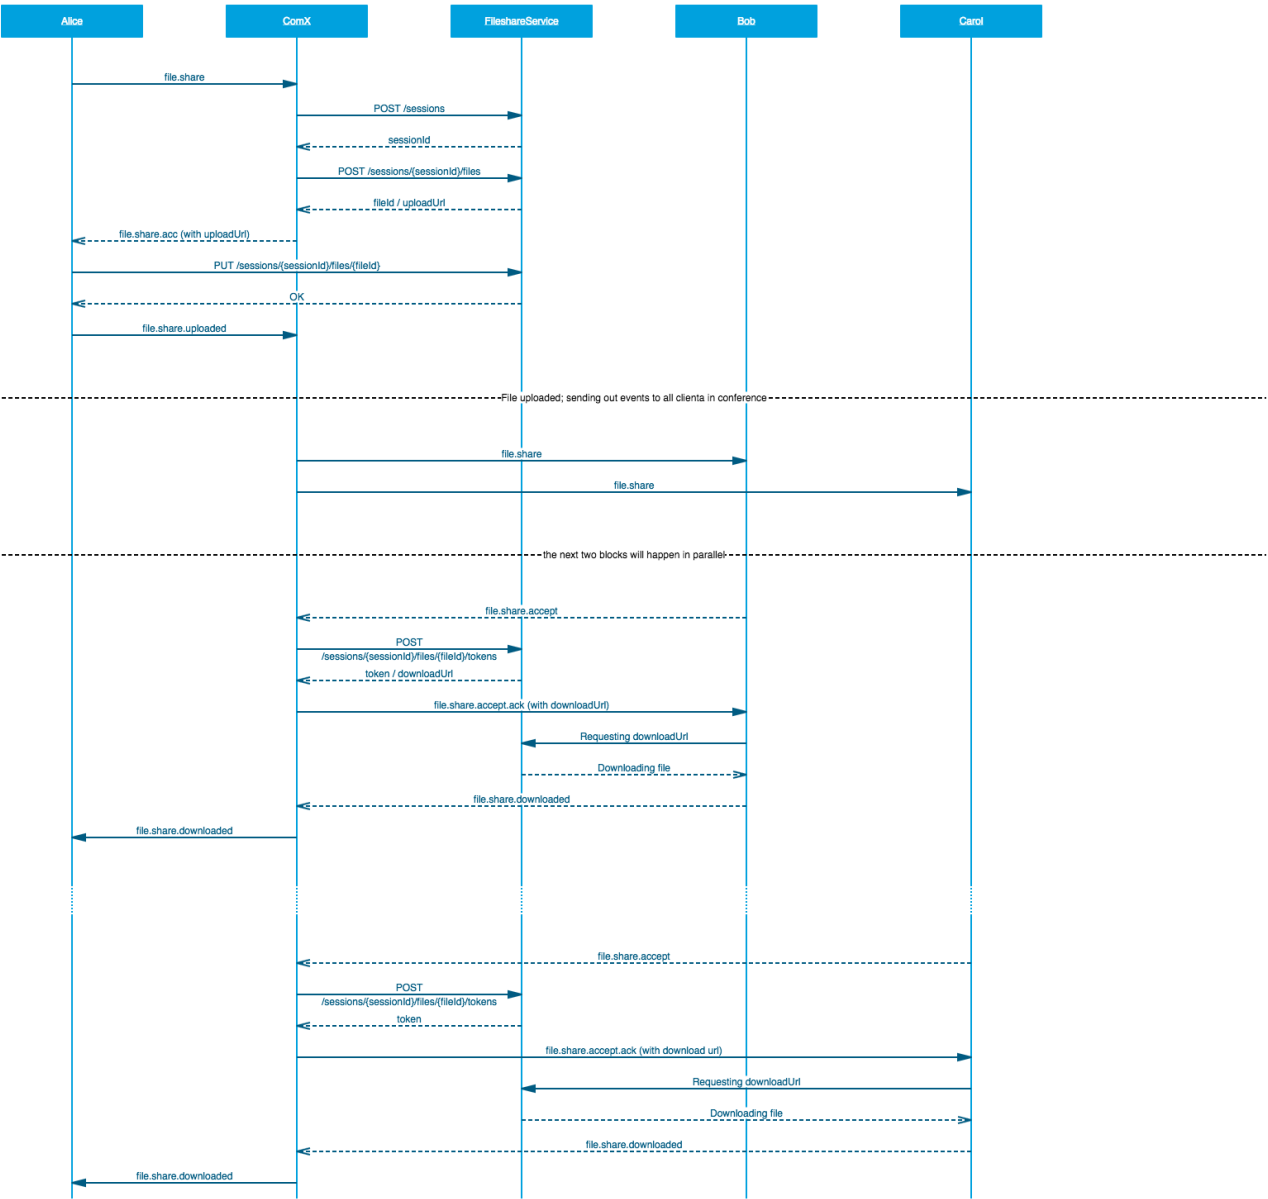 Alice
ComX
FileshareService
Bob
Carol
file.share
POST /sessions
sessionId
POST /sessions/{sessionId}/files
fileId / uploadUrl
file.share.acc (with uploadUrl)
PUT /sessions/{sessionId}/files/{fileId}
OK
file.share.uploaded
File uploaded; sending out events to all clienta in conference
file.share
file.share
the next two blocks will happen in parallel
file.share.accept
POST
/sessions/{sessionId}/files/{fileId}/tokens
token / downloadUrl
file.share.accept.ack (with downloadUrl)
Requesting downloadUrl
Downloading file
file.share.downloaded
file.share.downloaded
file.share.accept
POST
/sessions/{sessionId}/files/{fileId}/tokens
token
file.share.accept.ack (with download url)
Requesting downloadUrl
Downloading file
file.share.downloaded
file.share.downloaded